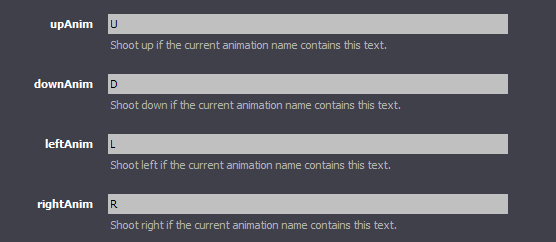 upAnim U
Shoot up if the current animation name contains this text.
downAnim D
Shoot down if the current animation name contains this text.
leftAnim L
Shoot left if the current animation name contains this text.
rightAnim R
Shoot right if the current animation name contains this text.